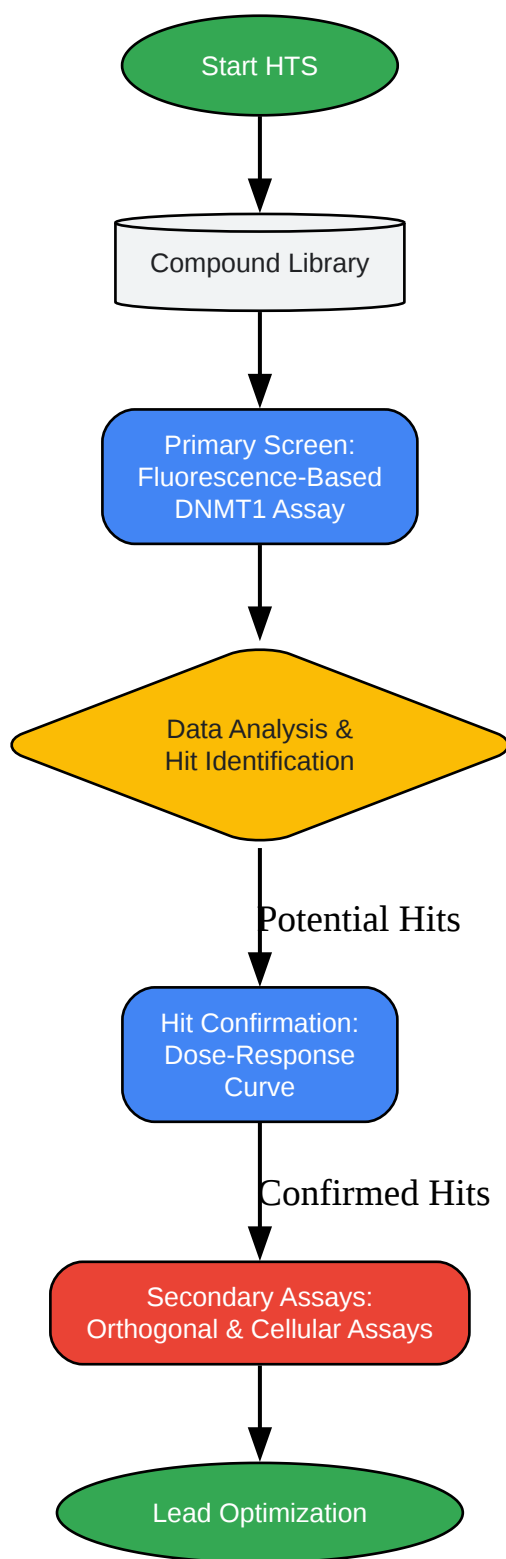 Start HTS
Compound Library
Primary Screen:
Fluorescence-Based
DNMT1 Assay
Data Analysis &
Hit Identification
Potential Hits
Hit Confirmation:
Dose-Response
Curve
Confirmed Hits
Secondary Assays:
Orthogonal & Cellular Assays
Lead Optimization